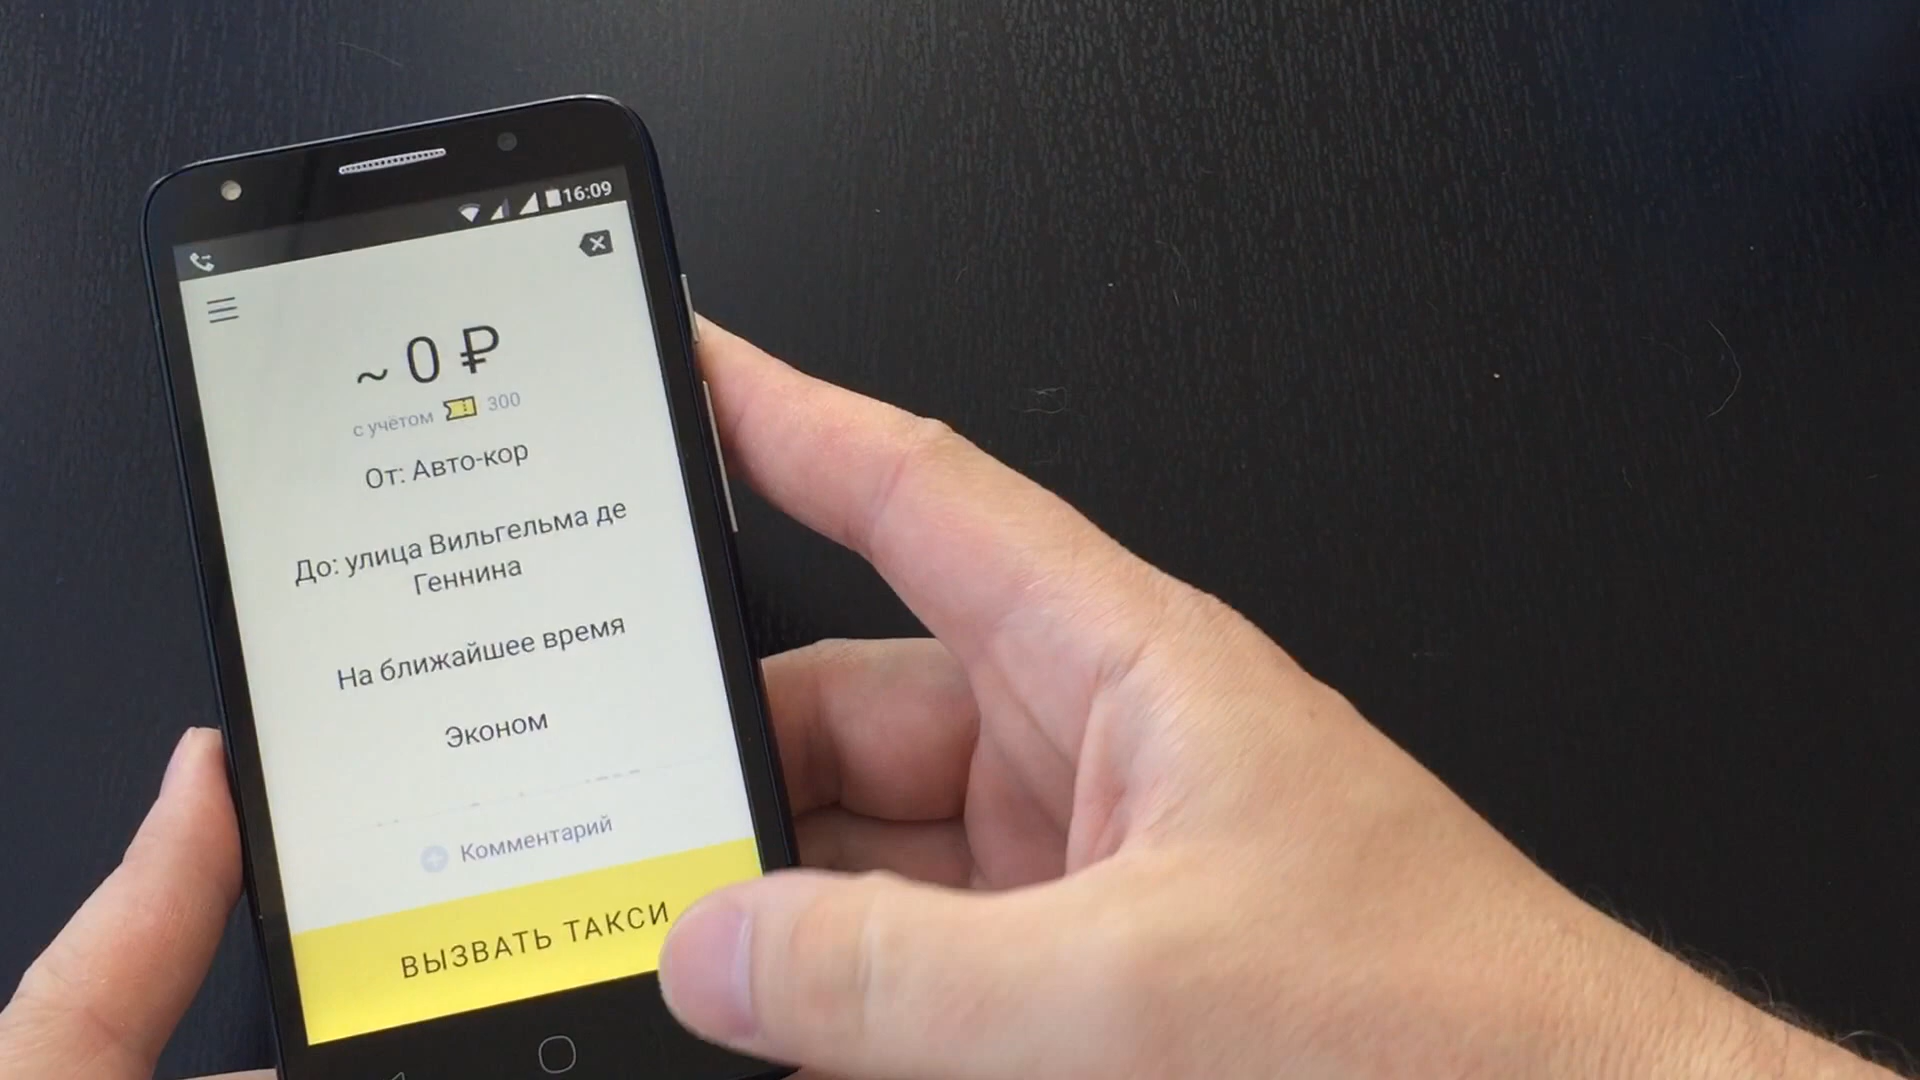 16:09
~ 0 ₽
с учётом 300
От: Авто-кор
До: улица Вильгельма де
Геннина
На ближайшее время
Эконом
Комментарий
ВЫЗВАТЬ ТАКСИ